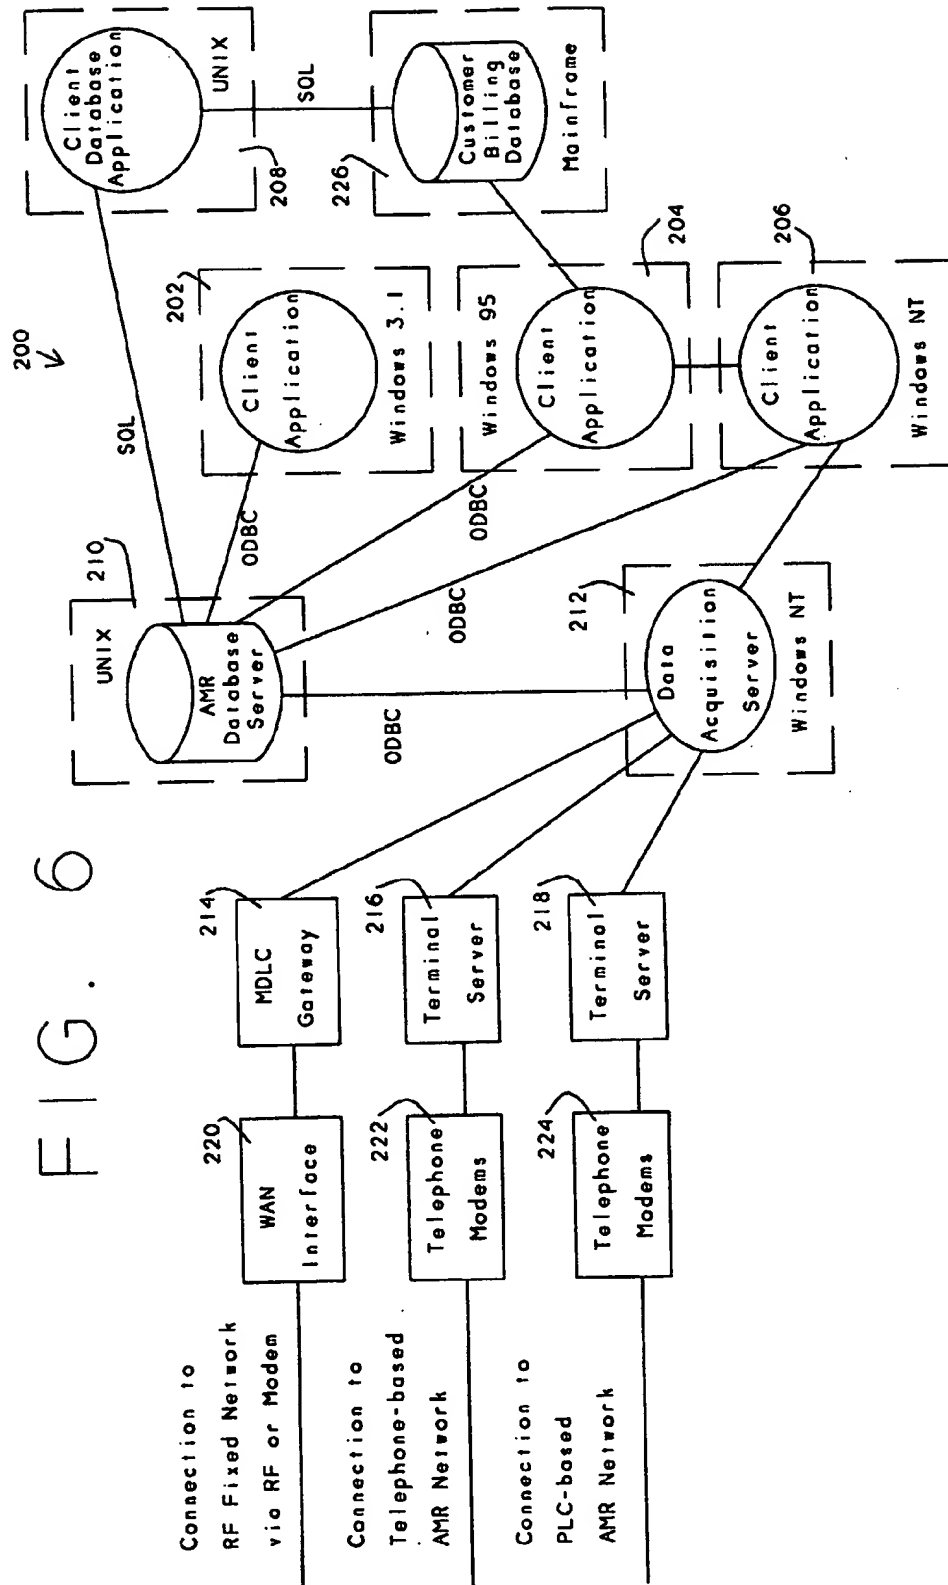 FIG. 6
200
Connection to
RF Fixed Network
via RF or Modem
220
WAN
Interface
214
MDLC
Gateway
Connection to
Telephone-based
AMR Network
222
Telephone
Modems
216
Terminal
Server
Connection to
PLC-based
AMR Network
224
Telephone
Modems
218
Terminal
Server
210
UNIX
AMR
Database
Server
ODBC
212
Data
Acquisition
Server
Windows NT
SQL
ODBC
ODBC
ODBC
202
Client
Application
Windows 3.1
Windows 95
Client
Application
204
206
Client
Application
Windows NT
Client
Database
Application
UNIX
208
SQL
226
Customer
Billing
Database
Mainframe